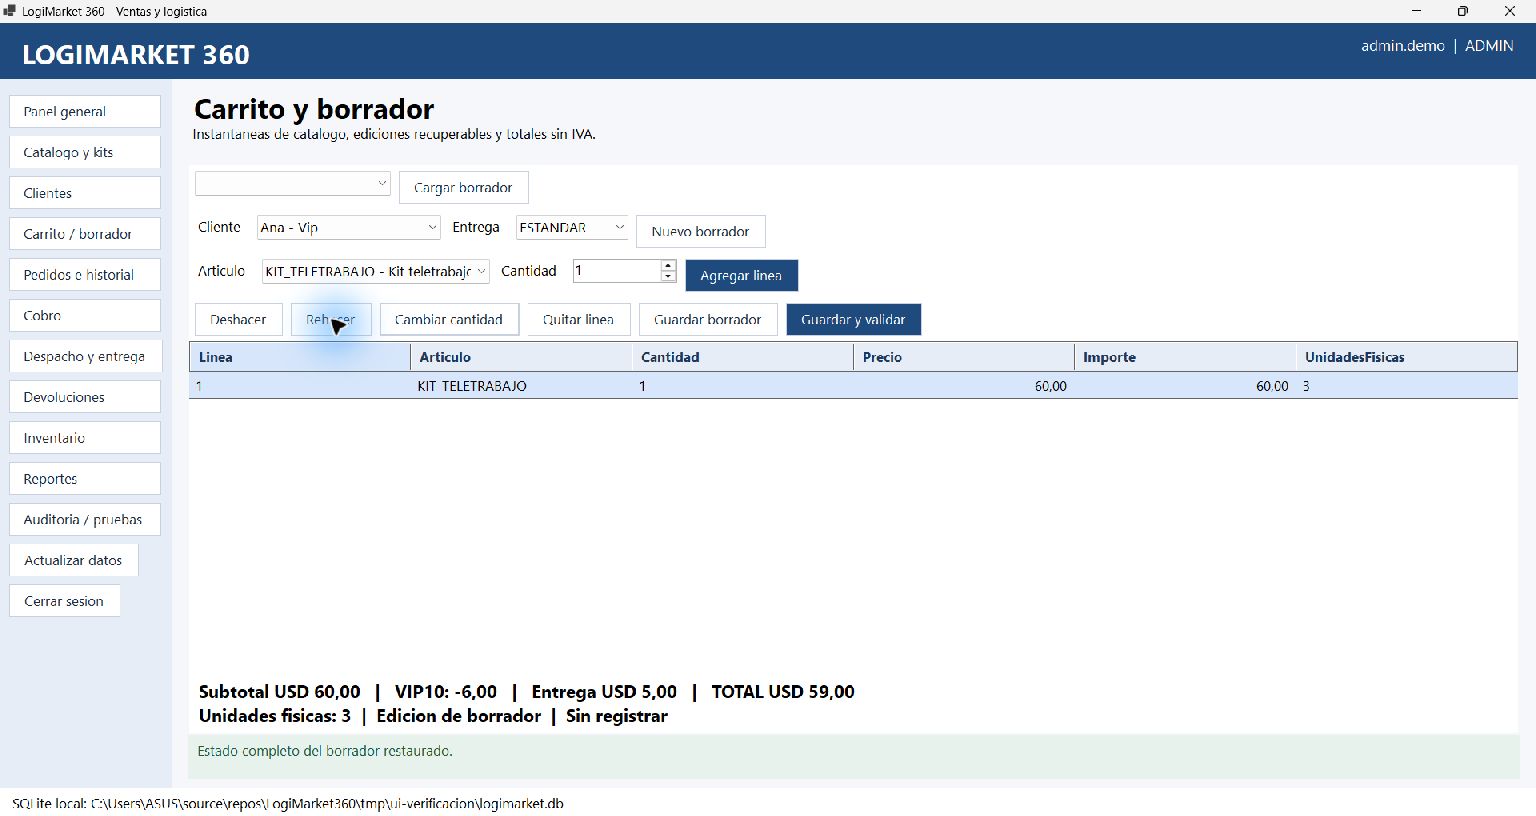 LogiMarket 360 - Ventas y logistica
LOGIMARKET 360
admin.demo | ADMIN
Panel general
Catalogo y kits
Clientes
Carrito / borrador
Pedidos e historial
Cobro
Despacho y entrega
Devoluciones
Inventario
Reportes
Auditoria / pruebas
Actualizar datos
Cerrar sesion
Carrito y borrador
Instantaneas de catalogo, ediciones recuperables y totales sin IVA.
Cargar borrador
Cliente Ana - Vip Entrega ESTANDAR Nuevo borrador
Articulo KIT_TELETRABAJO - Kit teletrabajo Cantidad 1 Agregar linea
Deshacer Rehacer Cambiar cantidad Quitar linea Guardar borrador Guardar y validar
Linea Articulo Cantidad Precio Importe UnidadesFisicas
1 KIT_TELETRABAJO 1 60,00 60,00 3
Subtotal USD 60,00 | VIP10: -6,00 | Entrega USD 5,00 | TOTAL USD 59,00
Unidades fisicas: 3 | Edicion de borrador | Sin registrar
Estado completo del borrador restaurado.
SQLite local: C:\Users\ASUS\source\repos\LogiMarket360\tmp\ui-verificacion\logimarket.db